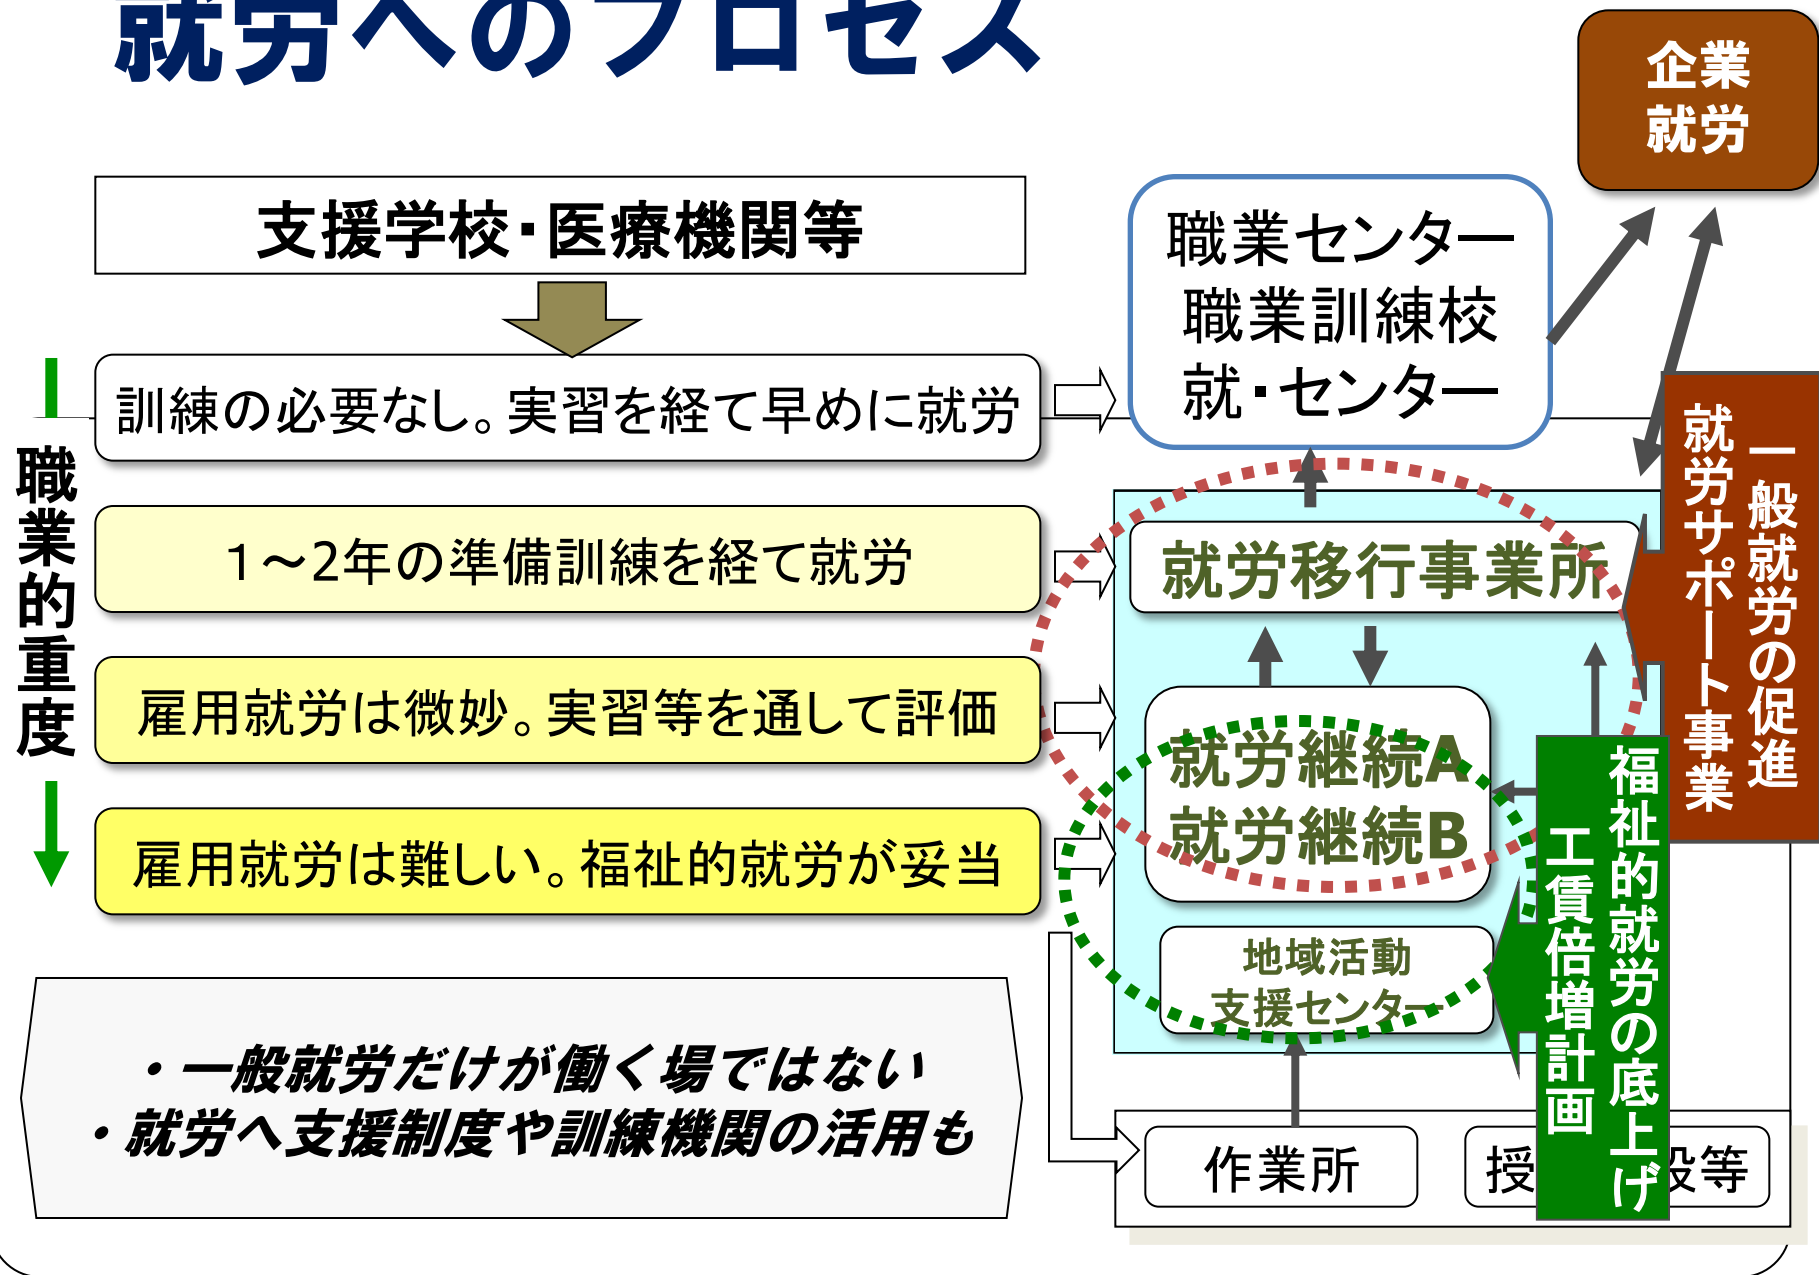 就労へのプロセス
企業
就労
支援学校・医療機関等
職業センター
職業訓練校
就・センター
訓練の必要なし。実習を経て早めに就労
1～2年の準備訓練を経て就労
雇用就労は微妙。実習等を通して評価
雇用就労は難しい。福祉的就労が妥当
職業的重度
就労移行事業所
就労継続A
就労継続B
地域活動
支援センター
一般就労の促進
就労サポート事業
福祉的就労の底上げ
工賃倍増計画
・一般就労だけが働く場ではない
・就労へ支援制度や訓練機関の活用も
作業所
授
設等